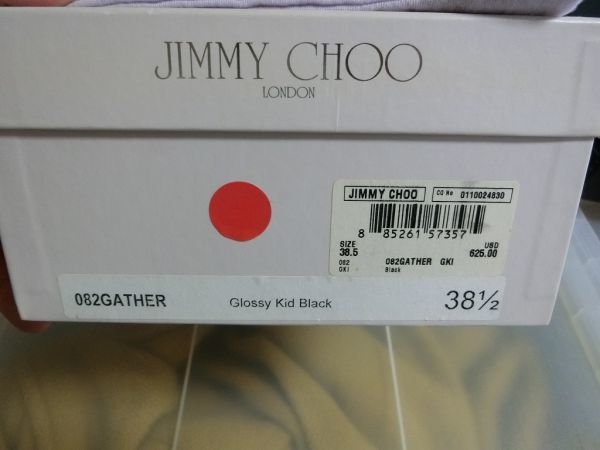 JIMMY CHOO
LONDON
JIMMY CHOO CO No 0110024830
8 85261 57357
SIZE USD
38.5 082GATHER GKI 625.00
082 Black
GKI
082GATHER Glossy Kid Black 38½